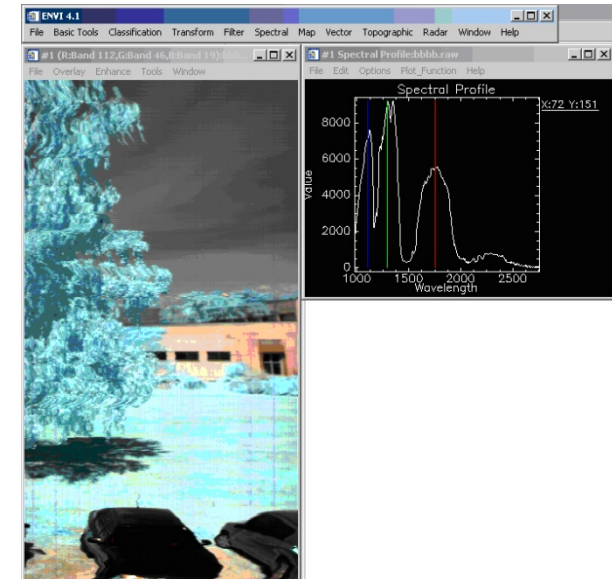 ENVI 4.1
File Basic Tools Classification Transform Filter Spectral Map Vector Topographic Radar Window Help
#1 (R:Band 112,G:Band 46,B:Band 19):bbb
File Overlay Enhance Tools Window
#1 Spectral Profile:bbbb.raw
File Edit Options Plot_Function Help
Spectral Profile
X:72 Y:151
8000
6000
4000
2000
0
Value
1000 1500 2000 2500
Wavelength